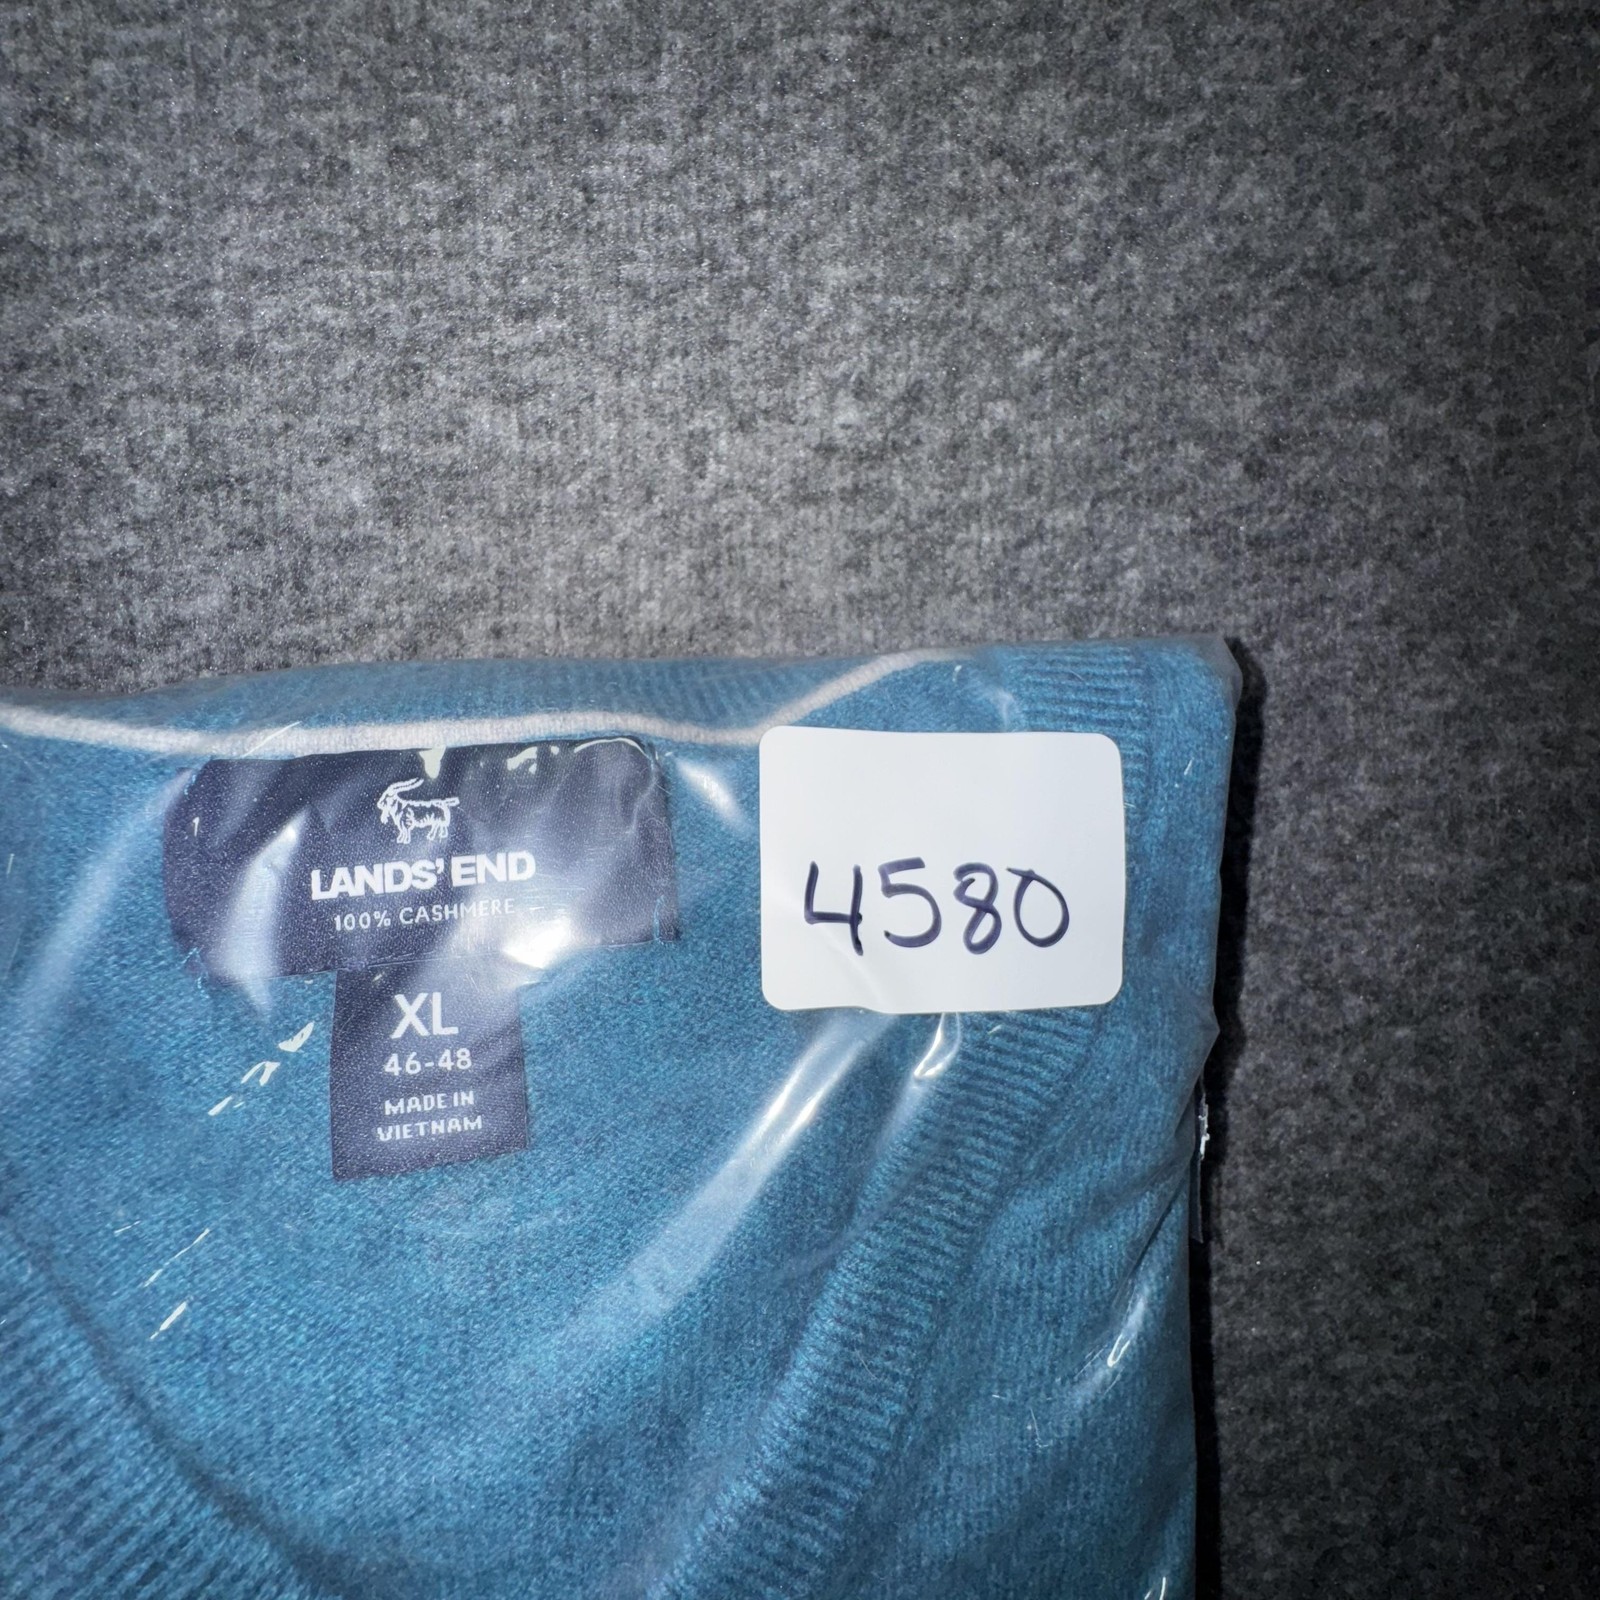 LANDS' END
100% CASHMERE
XL
46-48
MADE IN
VIETNAM
4580